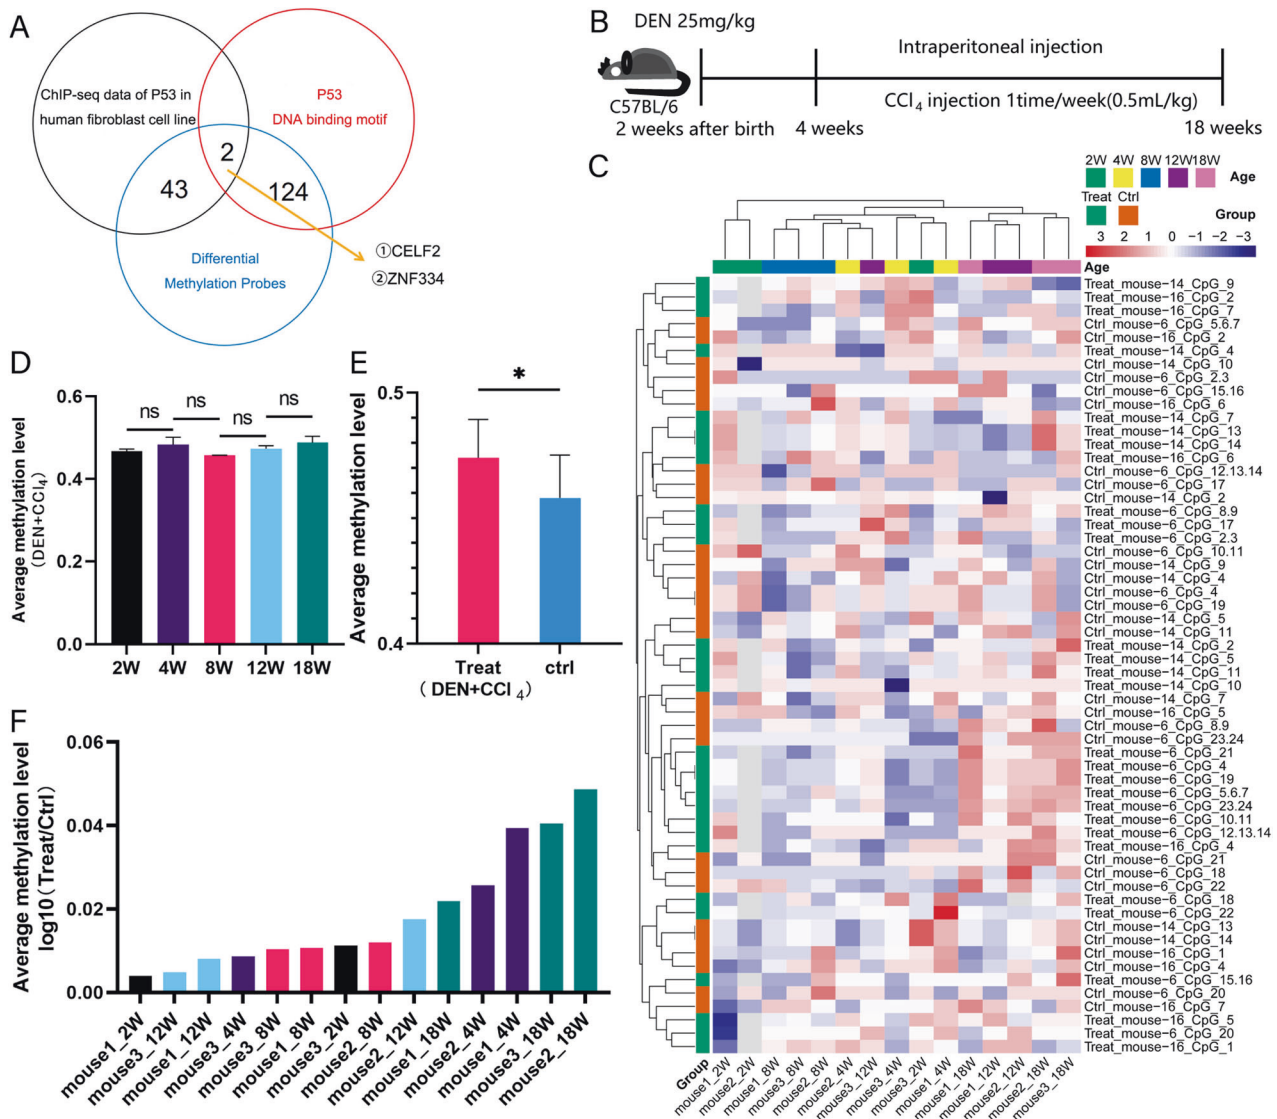 A
ChIP-seq data of P53 in
human fibroblast cell line
P53
DNA binding motif
2
43
124
Differential
Methylation Probes
①CELF2
②ZNF334
B
DEN 25mg/kg
Intraperitoneal injection
C57BL/6
CCl4 injection 1time/week(0.5mL/kg)
2 weeks after birth
4 weeks
18 weeks
C
2W 4W 8W 12W 18W
Age
Treat Ctrl
Group
3 2 1 0 −1 −2 −3
Age
Treat_mouse−14_CpG_9
Treat_mouse−16_CpG_2
Treat_mouse−16_CpG_7
Ctrl_mouse−6_CpG_5.6.7
Ctrl_mouse−16_CpG_2
Treat_mouse−14_CpG_4
Ctrl_mouse−14_CpG_10
Ctrl_mouse−6_CpG_2.3
Ctrl_mouse−6_CpG_15.16
Ctrl_mouse−16_CpG_6
Treat_mouse−14_CpG_7
Treat_mouse−14_CpG_13
Treat_mouse−14_CpG_14
Treat_mouse−16_CpG_6
Ctrl_mouse−6_CpG_12.13.14
Ctrl_mouse−6_CpG_17
Ctrl_mouse−14_CpG_2
Treat_mouse−6_CpG_8.9
Treat_mouse−6_CpG_17
Treat_mouse−6_CpG_2.3
Ctrl_mouse−6_CpG_10.11
Ctrl_mouse−14_CpG_9
Ctrl_mouse−14_CpG_4
Ctrl_mouse−6_CpG_4
Ctrl_mouse−6_CpG_19
Ctrl_mouse−14_CpG_5
Ctrl_mouse−14_CpG_11
Treat_mouse−14_CpG_2
Treat_mouse−14_CpG_5
Treat_mouse−14_CpG_11
Treat_mouse−14_CpG_10
Ctrl_mouse−14_CpG_7
Ctrl_mouse−16_CpG_5
Ctrl_mouse−6_CpG_8.9
Ctrl_mouse−6_CpG_23.24
Treat_mouse−6_CpG_21
Treat_mouse−6_CpG_4
Treat_mouse−6_CpG_19
Treat_mouse−6_CpG_5.6.7
Treat_mouse−6_CpG_23.24
Treat_mouse−6_CpG_10.11
Treat_mouse−6_CpG_12.13.14
Treat_mouse−16_CpG_4
Ctrl_mouse−6_CpG_21
Ctrl_mouse−6_CpG_18
Ctrl_mouse−6_CpG_22
Treat_mouse−6_CpG_18
Treat_mouse−6_CpG_22
Ctrl_mouse−14_CpG_13
Ctrl_mouse−14_CpG_14
Ctrl_mouse−16_CpG_1
Ctrl_mouse−16_CpG_4
Treat_mouse−6_CpG_15.16
Ctrl_mouse−6_CpG_20
Ctrl_mouse−16_CpG_7
Treat_mouse−16_CpG_5
Treat_mouse−6_CpG_20
Treat_mouse−16_CpG_1
Group
mouse1_2W
mouse2_2W
mouse1_8W
mouse3_8W
mouse2_8W
mouse2_4W
mouse3_12W
mouse3_4W
mouse3_2W
mouse1_4W
mouse1_18W
mouse1_12W
mouse2_12W
mouse2_18W
mouse3_18W
D
Average methylation level
(DEN+CCl4)
0.6
0.4
0.2
0.0
ns
ns
ns
ns
2W 4W 8W 12W 18W
E
Average methylation level
0.5
0.4
*
Treat
(DEN+CCl 4)
ctrl
F
Average methylation level
log10(Treat/Ctrl)
0.06
0.04
0.02
0.00
mouse1_2W
mouse3_12W
mouse1_12W
mouse3_4W
mouse3_8W
mouse1_8W
mouse3_2W
mouse2_8W
mouse2_12W
mouse1_18W
mouse2_4W
mouse1_4W
mouse3_18W
mouse2_18W